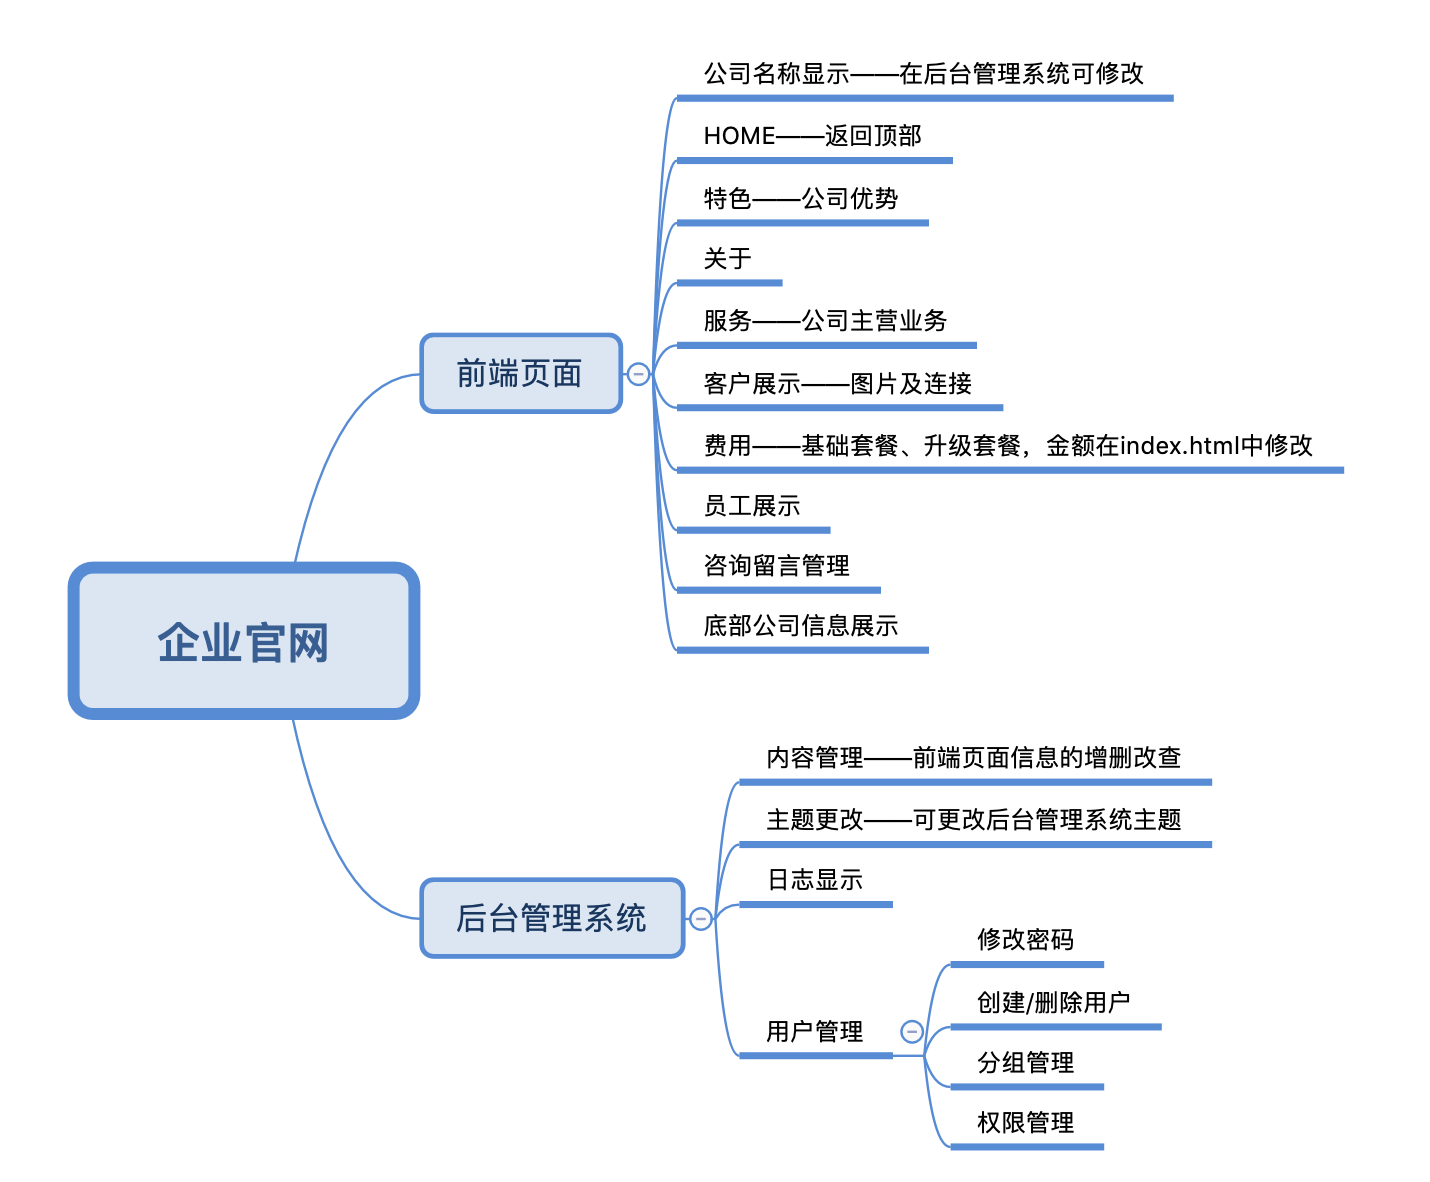 企业官网
前端页面
公司名称显示——在后台管理系统可修改
HOME——返回顶部
特色——公司优势
关于
服务——公司主营业务
客户展示——图片及连接
费用——基础套餐、升级套餐，金额在index.html中修改
员工展示
咨询留言管理
底部公司信息展示
后台管理系统
内容管理——前端页面信息的增删改查
主题更改——可更改后台管理系统主题
日志显示
用户管理
修改密码
创建/删除用户
分组管理
权限管理